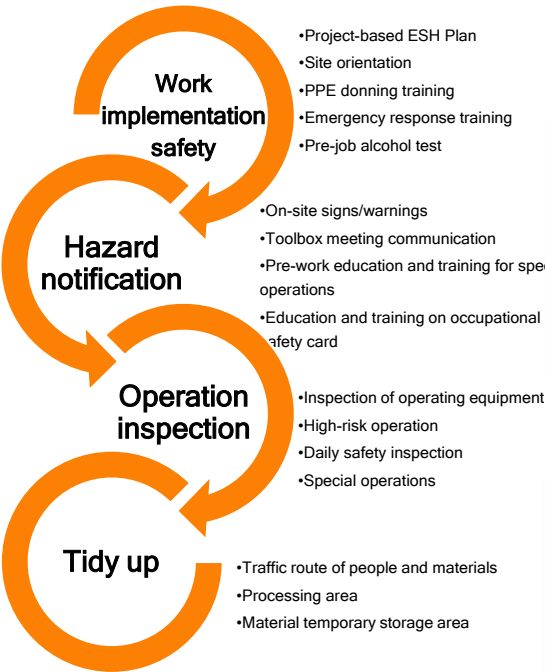 Work
implementation
safety
•Project-based ESH Plan
•Site orientation
•PPE donning training
•Emergency response training
•Pre-job alcohol test
Hazard
notification
•On-site signs/warnings
•Toolbox meeting communication
•Pre-work education and training for
operations
•Education and training on occupational
card
Operation
inspection
•Inspection of operating equipment
•High-risk operation
•Daily safety inspection
•Special operations
Tidy up
•Traffic route of people and materials
•Processing area
•Material temporary storage area